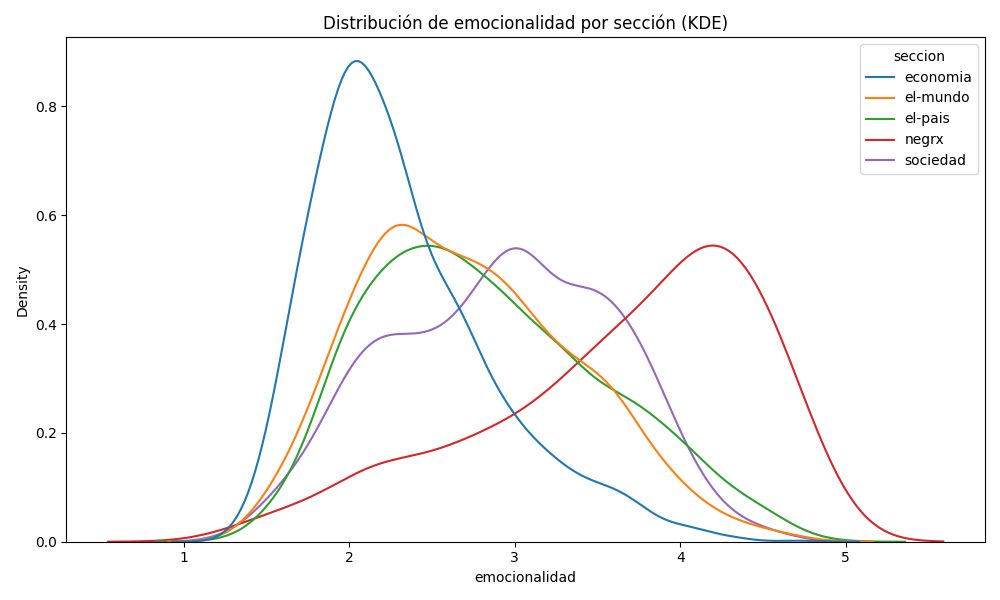 Distribución de emocionalidad por sección (KDE)
seccion
economia
el-mundo
el-pais
negrx
sociedad
Density
0.8
0.6
0.4
0.2
0.0
1 2 3 4 5
emocionalidad